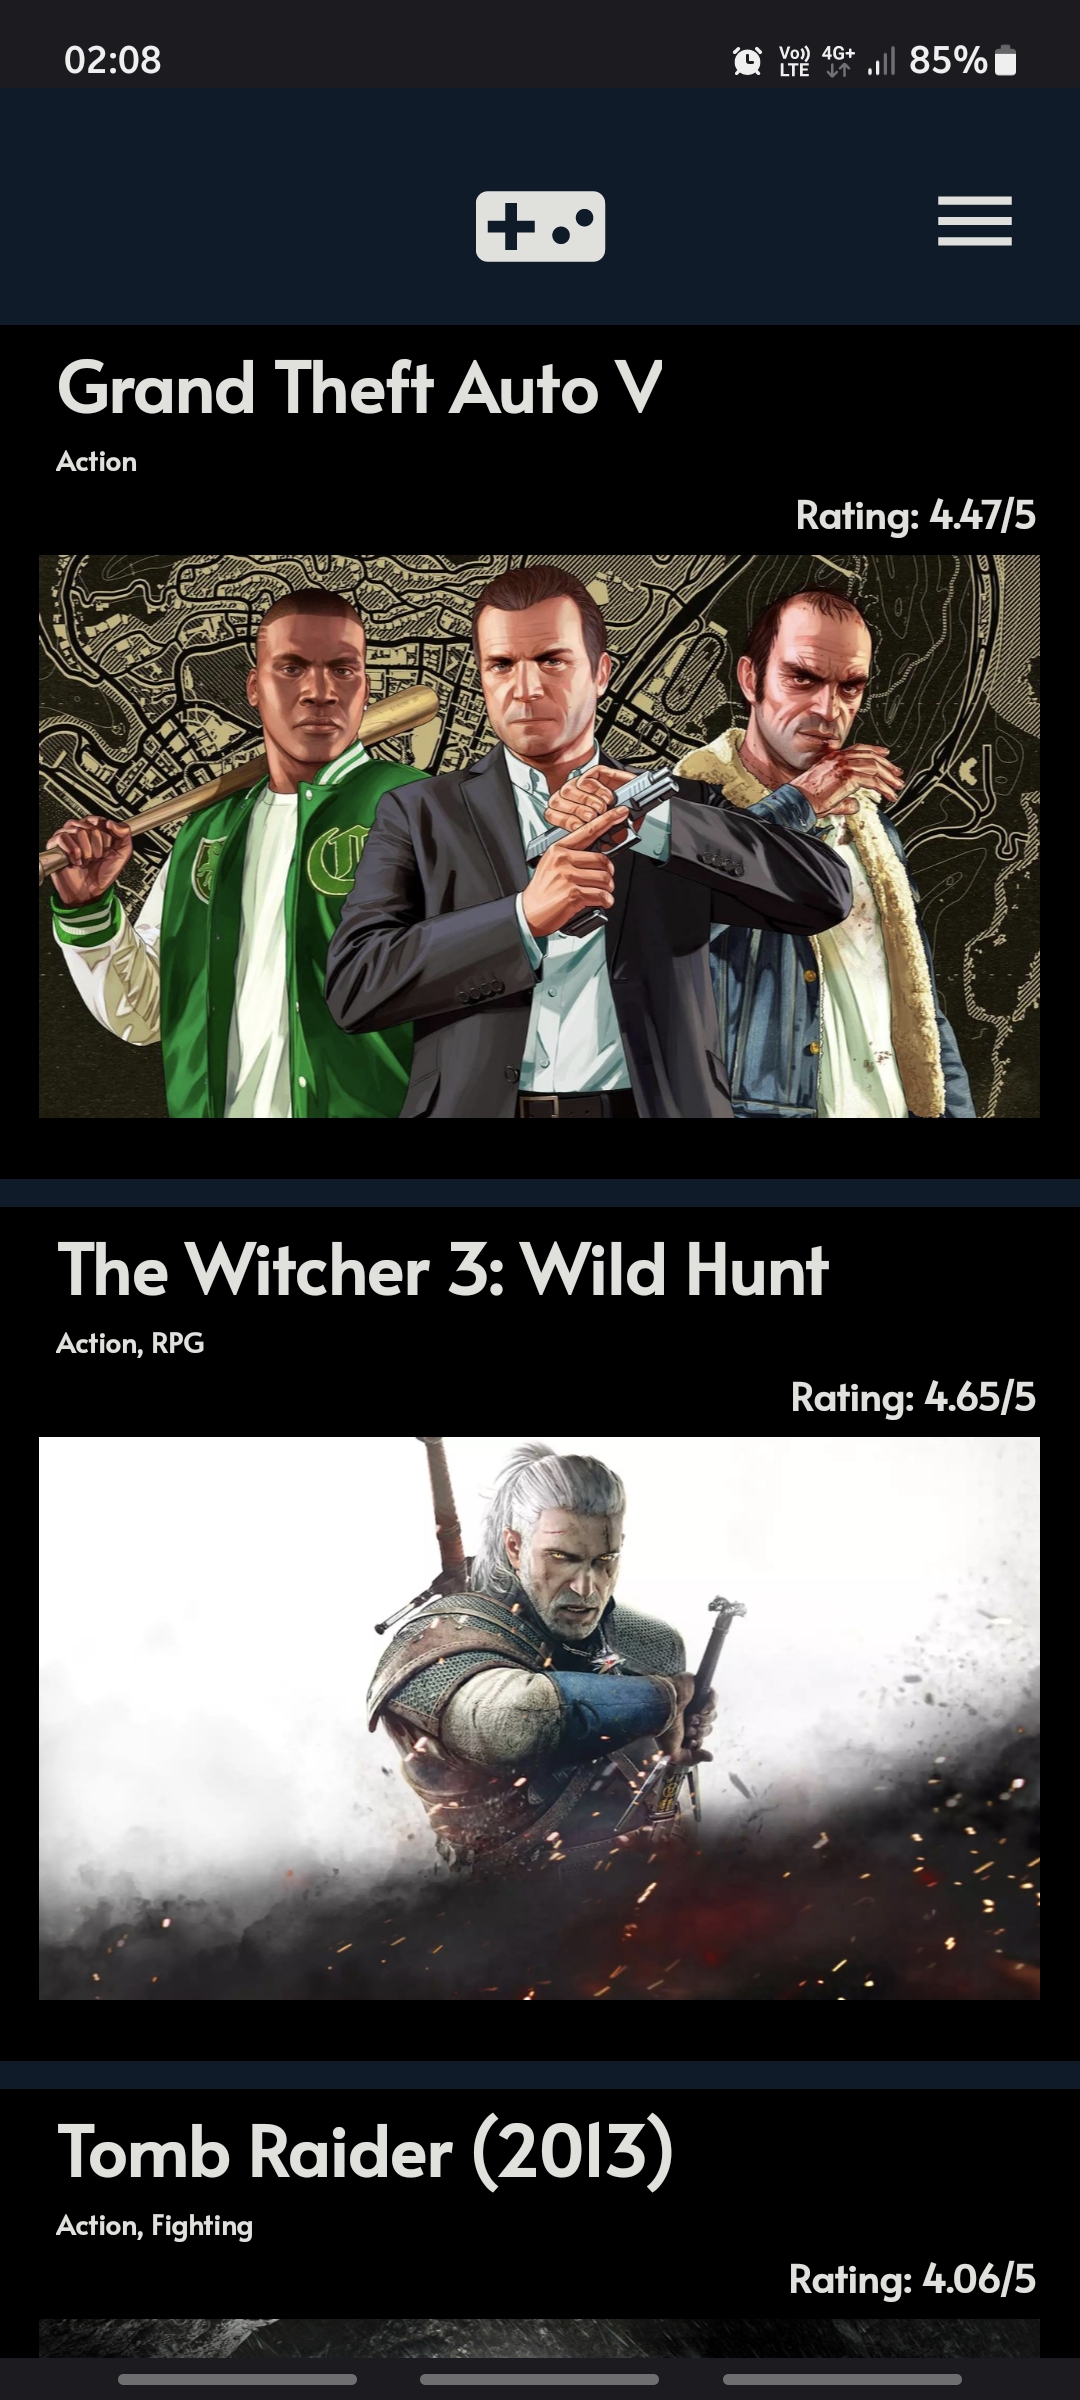 02:08
Vo)) LTE 4G+ 85%
Grand Theft Auto V
Action
Rating: 4.47/5
The Witcher 3: Wild Hunt
Action, RPG
Rating: 4.65/5
Tomb Raider (2013)
Action, Fighting
Rating: 4.06/5